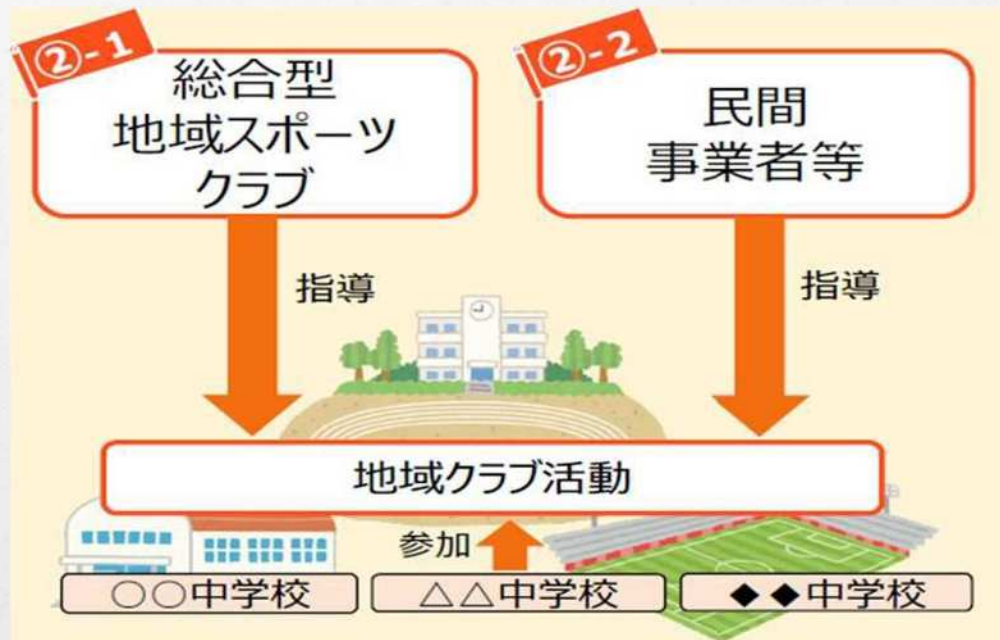 ②-1
総合型
地域スポーツ
クラブ
②-2
民間
事業者等
指導
指導
地域クラブ活動
参加
○○中学校
△△中学校
◆◆中学校